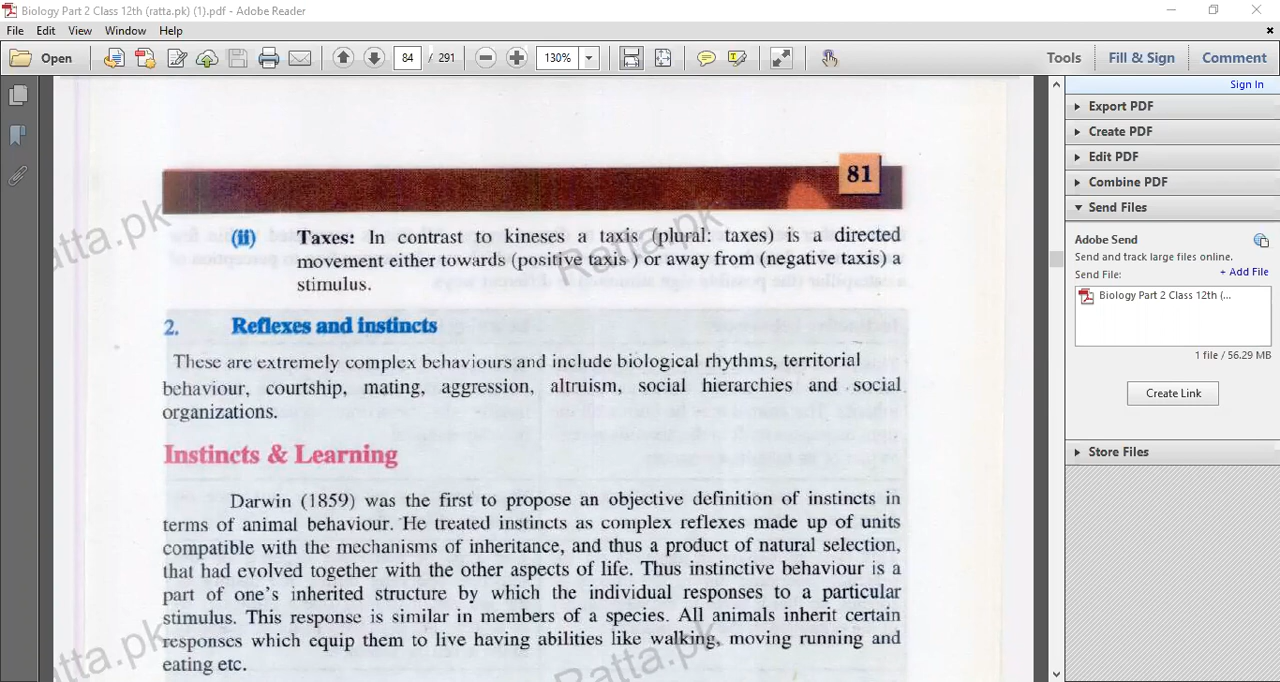 Biology Part 2 Class 12th (ratta.pk) (1).pdf - Adobe Reader
File Edit View Window Help
Open 84 / 291 130% Tools Fill & Sign Comment
Sign In
Export PDF
Create PDF
Edit PDF
Combine PDF
Send Files
Adobe Send
Send and track large files online.
Send File: + Add File
Biology Part 2 Class 12th (...
1 file / 56.29 MB
Create Link
Store Files
81
(ii) Taxes: In contrast to kineses a taxis (plural: taxes) is a directed
movement either towards (positive taxis ) or away from (negative taxis) a
stimulus.
2. Reflexes and instincts
These are extremely complex behaviours and include biological rhythms, territorial
behaviour, courtship, mating, aggression, altruism, social hierarchies and social
organizations.
Instincts & Learning
Darwin (1859) was the first to propose an objective definition of instincts in
terms of animal behaviour. He treated instincts as complex reflexes made up of units
compatible with the mechanisms of inheritance, and thus a product of natural selection,
that had evolved together with the other aspects of life. Thus instinctive behaviour is a
part of one's inherited structure by which the individual responses to a particular
stimulus. This response is similar in members of a species. All animals inherit certain
responses which equip them to live having abilities like walking, moving running and
eating etc.
Ratta.pk
Ratta.pk
atta.pk
atta.pk